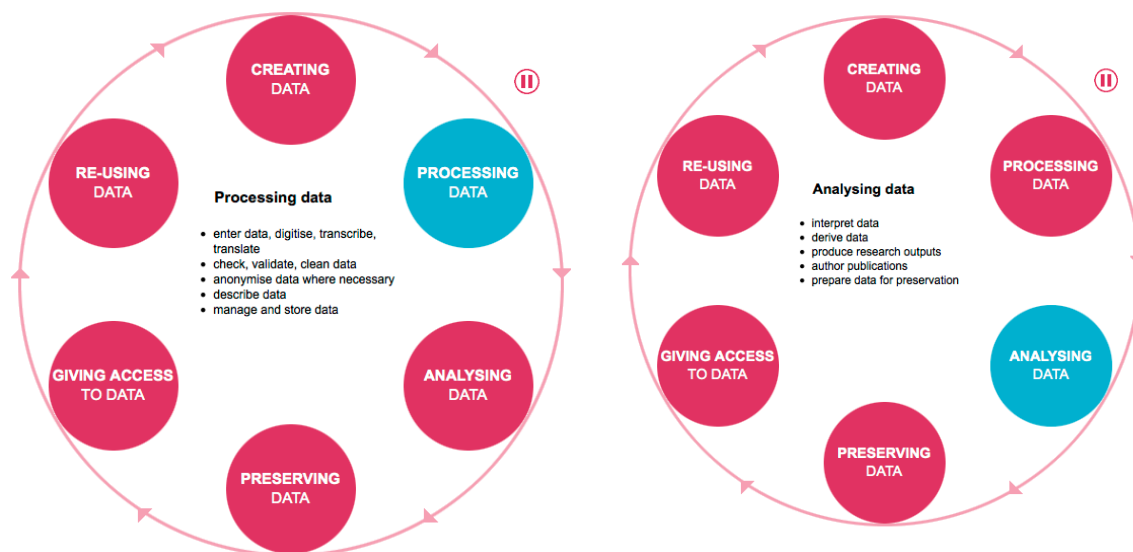 CREATING
DATA
PROCESSING
DATA
RE-USING
DATA
Processing data
enter data, digitise, transcribe,
translate
check, validate, clean data
anonymise data where necessary
describe data
manage and store data
GIVING ACCESS
TO DATA
ANALYSING
DATA
PRESERVING
DATA
CREATING
DATA
RE-USING
DATA
PROCESSING
DATA
Analysing data
interpret data
derive data
produce research outputs
author publications
prepare data for preservation
GIVING ACCESS
TO DATA
ANALYSING
DATA
PRESERVING
DATA